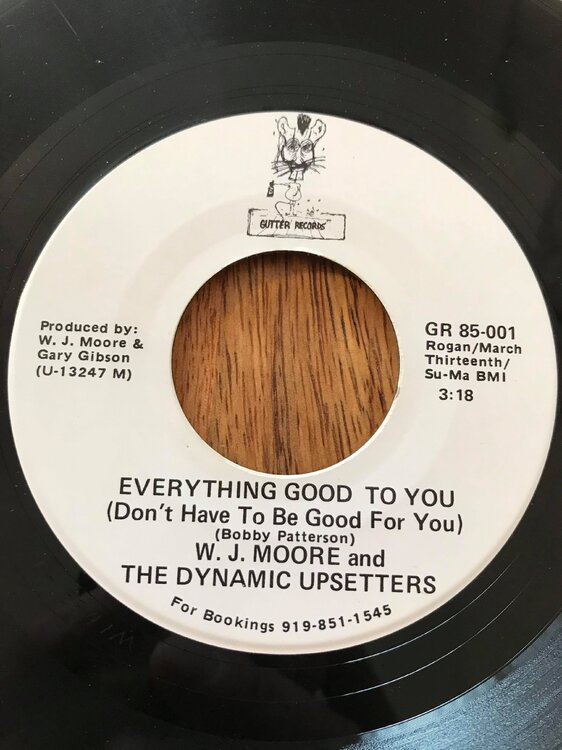 GUTTER RECORDS
Produced by:
W. J. Moore &
Gary Gibson
(U-13247 M)
GR 85-001
Rogan/March
Thirteenth/
Su-Ma BMI
3:18
EVERYTHING GOOD TO YOU
(Don't Have To Be Good For You)
(Bobby Patterson)
W. J. MOORE and
THE DYNAMIC UPSETTERS
For Bookings 919-851-1545